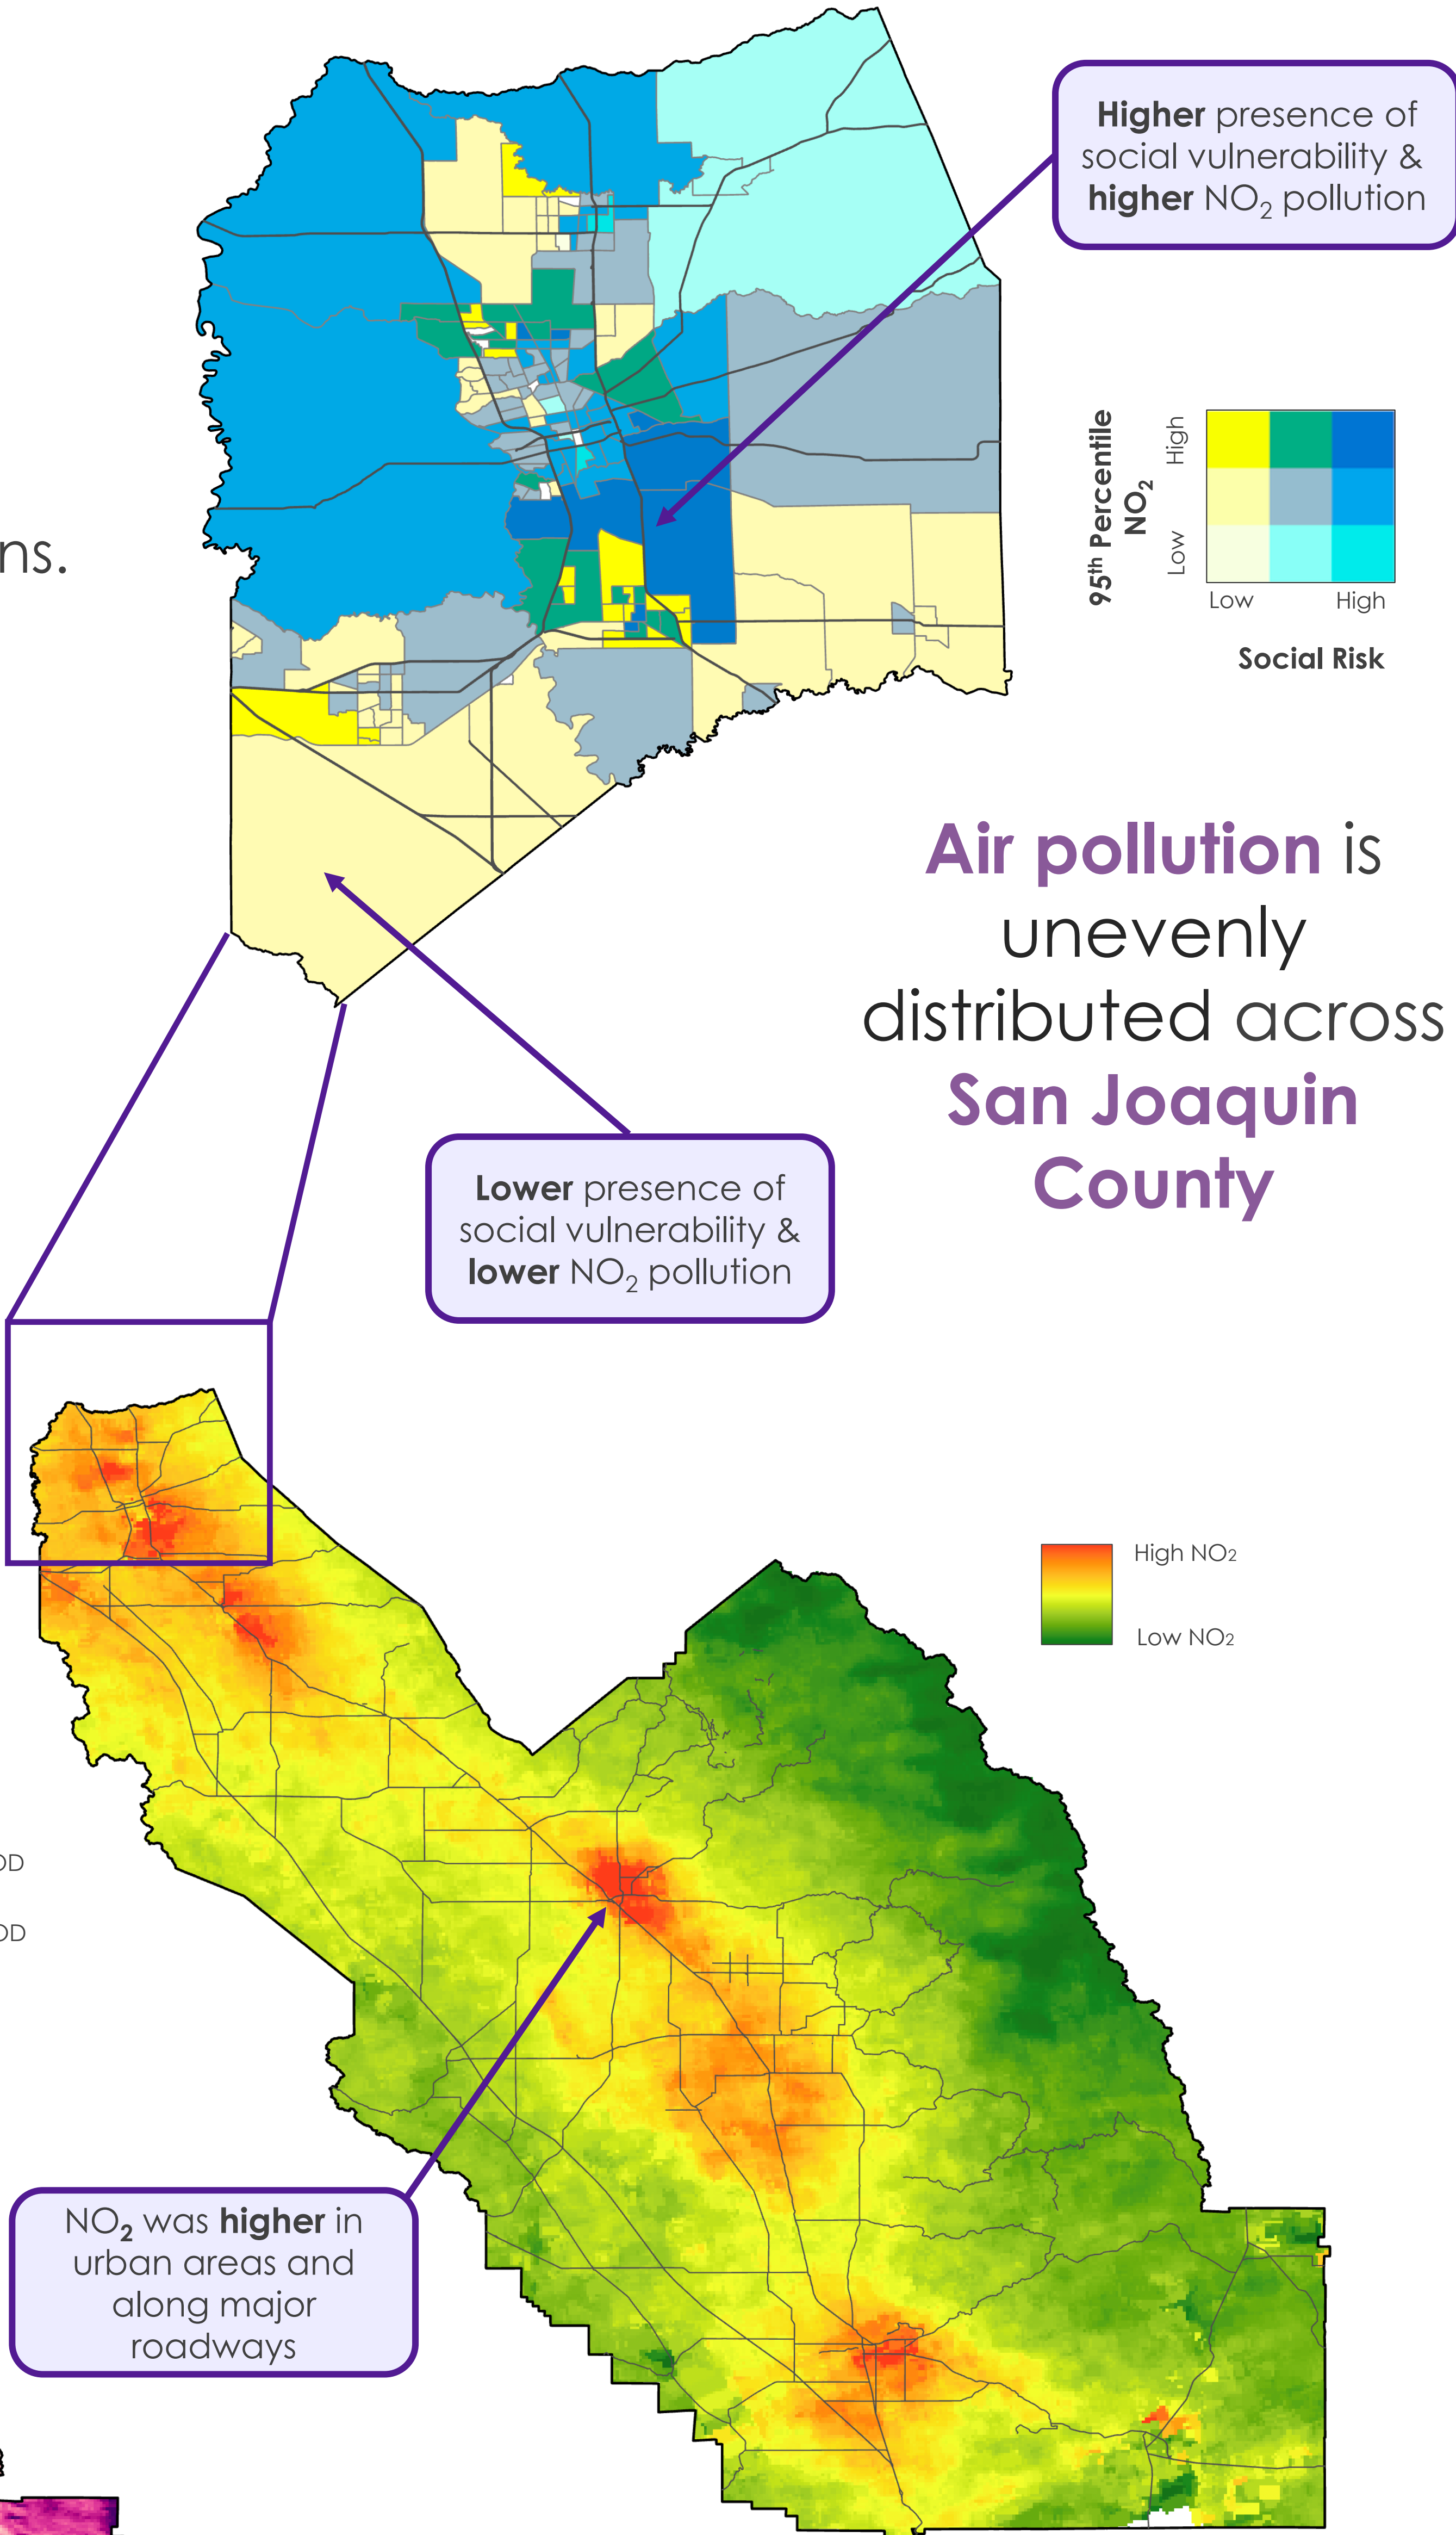 Higher presence of
social vulnerability &
higher NO₂ pollution
ns.
95th Percentile
NO₂
High
Low
Low
High
Social Risk
Air pollution is
unevenly
distributed across
San Joaquin
County
Lower presence of
social vulnerability &
lower NO₂ pollution
High NO2
Low NO2
OD
OD
NO₂ was higher in
urban areas and
along major
roadways